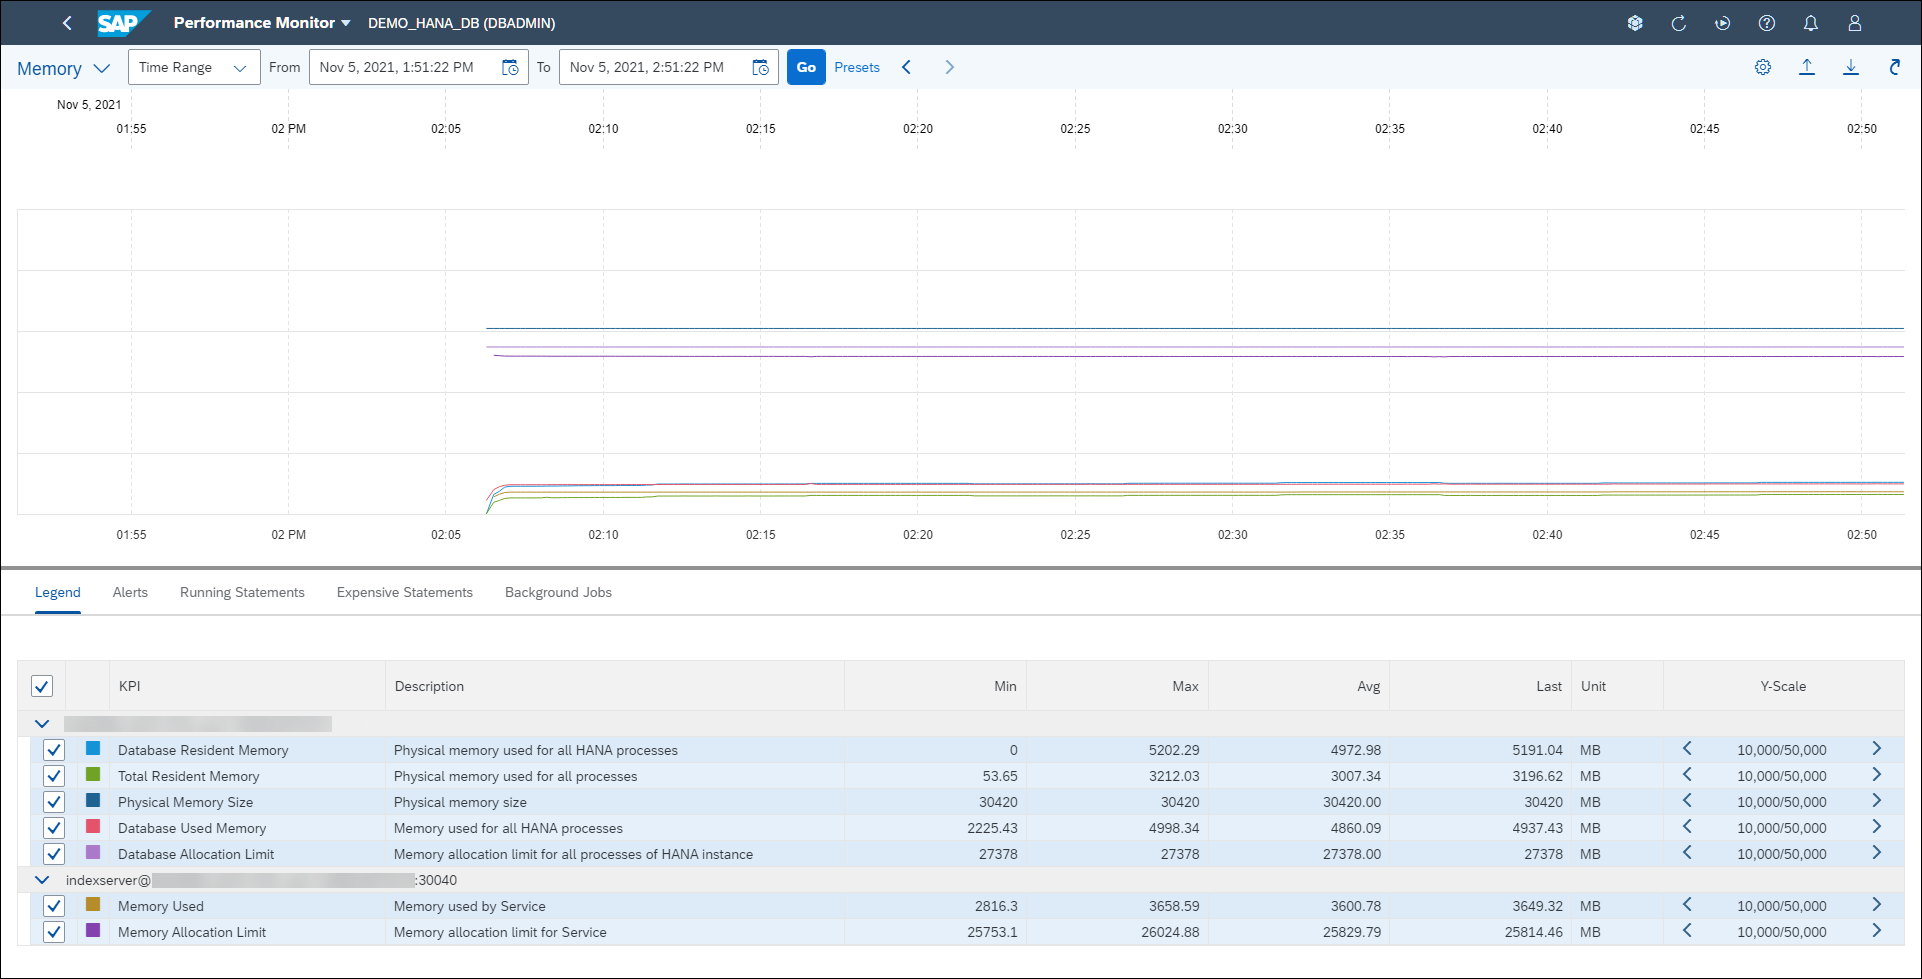 SAP Performance Monitor DEMO_HANA_DB (DBADMIN)
Memory Time Range From Nov 5, 2021, 1:51:22 PM To Nov 5, 2021, 2:51:22 PM Go Presets
Nov 5, 2021
01:55 02 PM 02:05 02:10 02:15 02:20 02:25 02:30 02:35 02:40 02:45 02:50
01:55 02 PM 02:05 02:10 02:15 02:20 02:25 02:30 02:35 02:40 02:45 02:50
Legend Alerts Running Statements Expensive Statements Background Jobs
KPI Description Min Max Avg Last Unit Y-Scale
Database Resident Memory Physical memory used for all HANA processes 0 5202.29 4972.98 5191.04 MB 10,000/50,000
Total Resident Memory Physical memory used for all processes 53.65 3212.03 3007.34 3196.62 MB 10,000/50,000
Physical Memory Size Physical memory size 30420 30420 30420.00 30420 MB 10,000/50,000
Database Used Memory Memory used for all HANA processes 2225.43 4998.34 4860.09 4937.43 MB 10,000/50,000
Database Allocation Limit Memory allocation limit for all processes of HANA instance 27378 27378 27378.00 27378 MB 10,000/50,000
indexserver@ :30040
Memory Used Memory used by Service 2816.3 3658.59 3600.78 3649.32 MB 10,000/50,000
Memory Allocation Limit Memory allocation limit for Service 25753.1 26024.88 25829.79 25814.46 MB 10,000/50,000